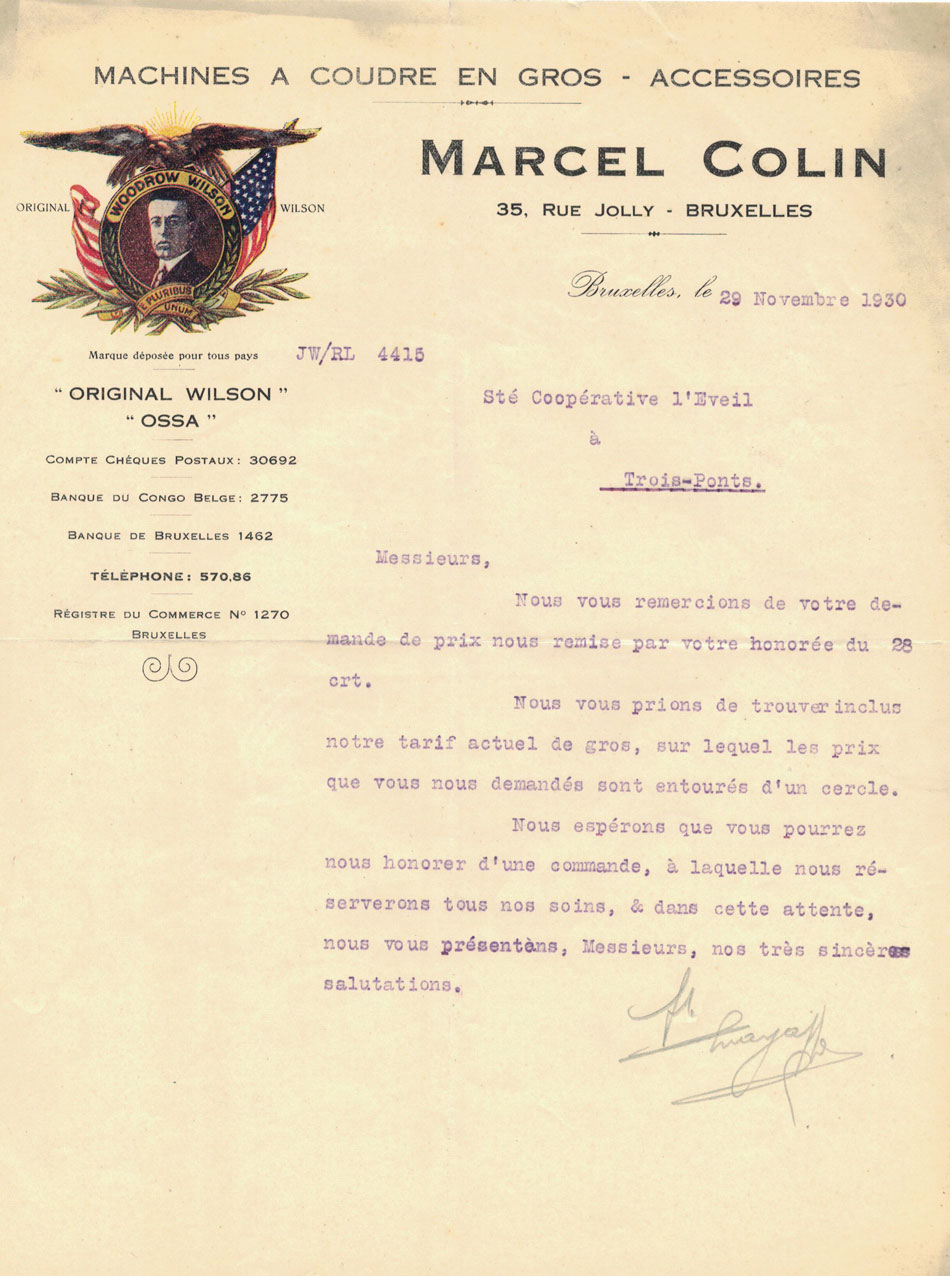 MACHINES A COUDRE EN GROS - ACCESSOIRES
MARCEL COLIN
35, RUE JOLLY - BRUXELLES
ORIGINAL WILSON
WOODROW WILSON
E PLURIBUS
UNUM
Bruxelles, le 29 Novembre 1930
Marque déposée pour tous pays
JW/RL 4415
“ ORIGINAL WILSON ”
“ OSSA ”
COMPTE CHÉQUES POSTAUX : 30692
BANQUE DU CONGO BELGE : 2775
BANQUE DE BRUXELLES 1462
TÉLÈPHONE : 570,86
RÉGISTRE DU COMMERCE No 1270
BRUXELLES
Sté Coopérative l'Eveil
à
Trois-Ponts.
Messieurs,
Nous vous remercions de votre de-
mande de prix nous remise par votre honorée du 28
crt.
Nous vous prions de trouver inclus
notre tarif actuel de gros, sur lequel les prix
que vous nous demandés sont entourés d'un cercle.
Nous espérons que vous pourrez
nous honorer d'une commande, à laquelle nous ré-
serverons tous nos soins, & dans cette attente,
nous vous présentons, Messieurs, nos très sincères
salutations.